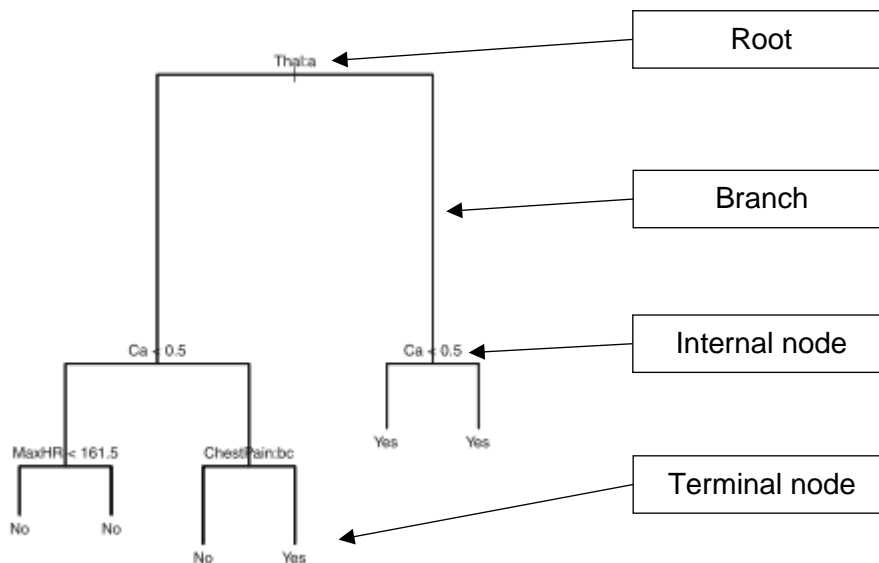 Root
Thal:a
Branch
Ca < 0.5
Ca < 0.5
Internal node
MaxHR < 161.5
ChestPain:bc
Yes
Yes
Terminal node
No
No
No
Yes